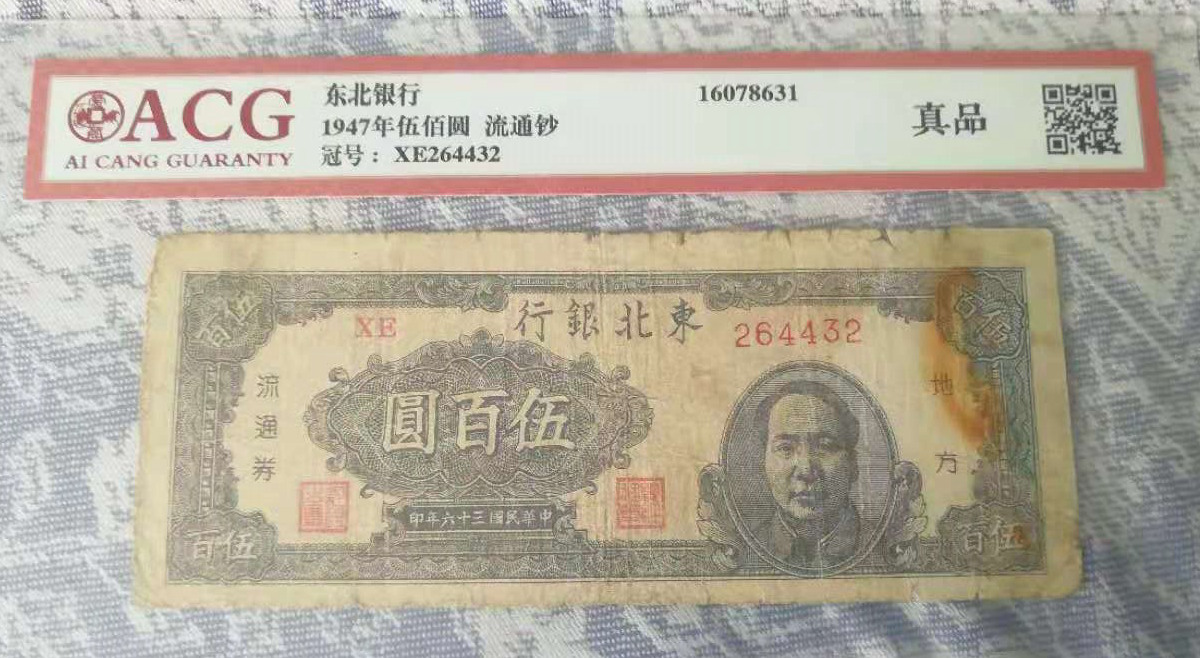 ACG
AI CANG GUARANTY
东北银行
1947年伍佰圆 流通钞
冠号：XE264432
16078631
真品
行銀北東
XE
264432
百伍
百伍
流通券
圓百伍
地方
印年六十三國民華中
百伍
百伍